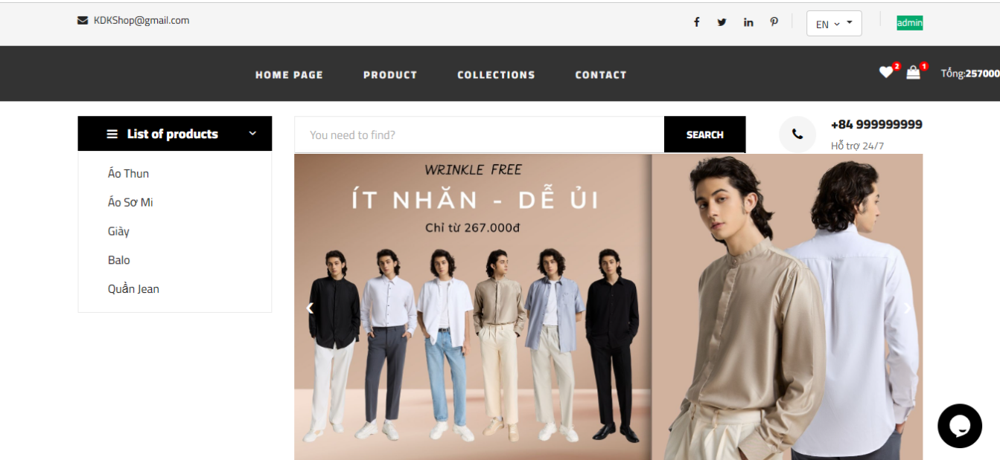 KDKShop@gmail.com
EN
admin
HOME PAGE PRODUCT COLLECTIONS CONTACT
2 1 Tổng:257000
List of products
You need to find?
SEARCH
+84 999999999
Hỗ trợ 24/7
Áo Thun
Áo Sơ Mi
Giày
Balo
Quần Jean
WRINKLE FREE
ÍT NHĂN - DỄ ỦI
Chỉ từ 267.000đ